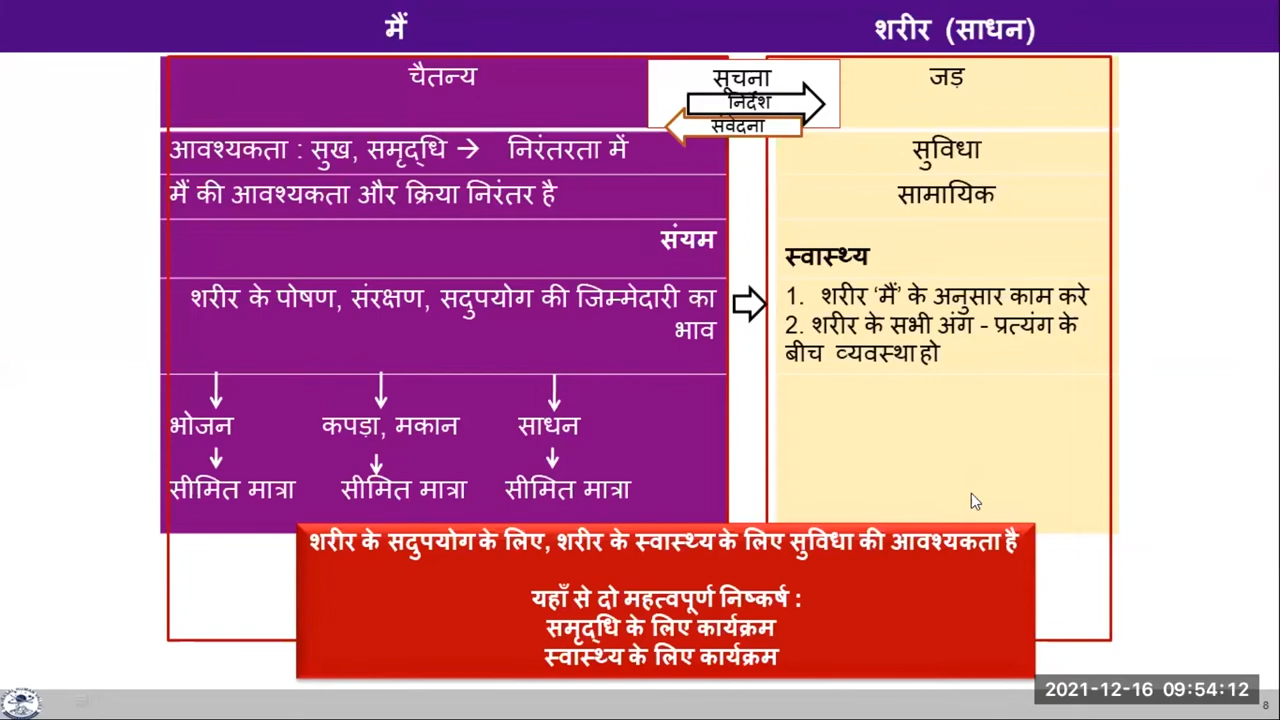 मैं
शरीर (साधन)
चैतन्य
सूचना
निर्देश
संवेदना
जड़
आवश्यकता : सुख, समृद्धि → निरंतरता में
सुविधा
मैं की आवश्यकता और क्रिया निरंतर है
सामायिक
संयम
स्वास्थ्य
शरीर के पोषण, संरक्षण, सदुपयोग की जिम्मेदारी का
भाव
1. शरीर ‘मैं’ के अनुसार काम करे
2. शरीर के सभी अंग - प्रत्यंग के
बीच व्यवस्था हो
भोजन
कपड़ा, मकान
साधन
सीमित मात्रा
सीमित मात्रा
सीमित मात्रा
शरीर के सदुपयोग के लिए, शरीर के स्वास्थ्य के लिए सुविधा की आवश्यकता है
यहाँ से दो महत्वपूर्ण निष्कर्ष :
समृद्धि के लिए कार्यक्रम
स्वास्थ्य के लिए कार्यक्रम
2021-12-16 09:54:12
8